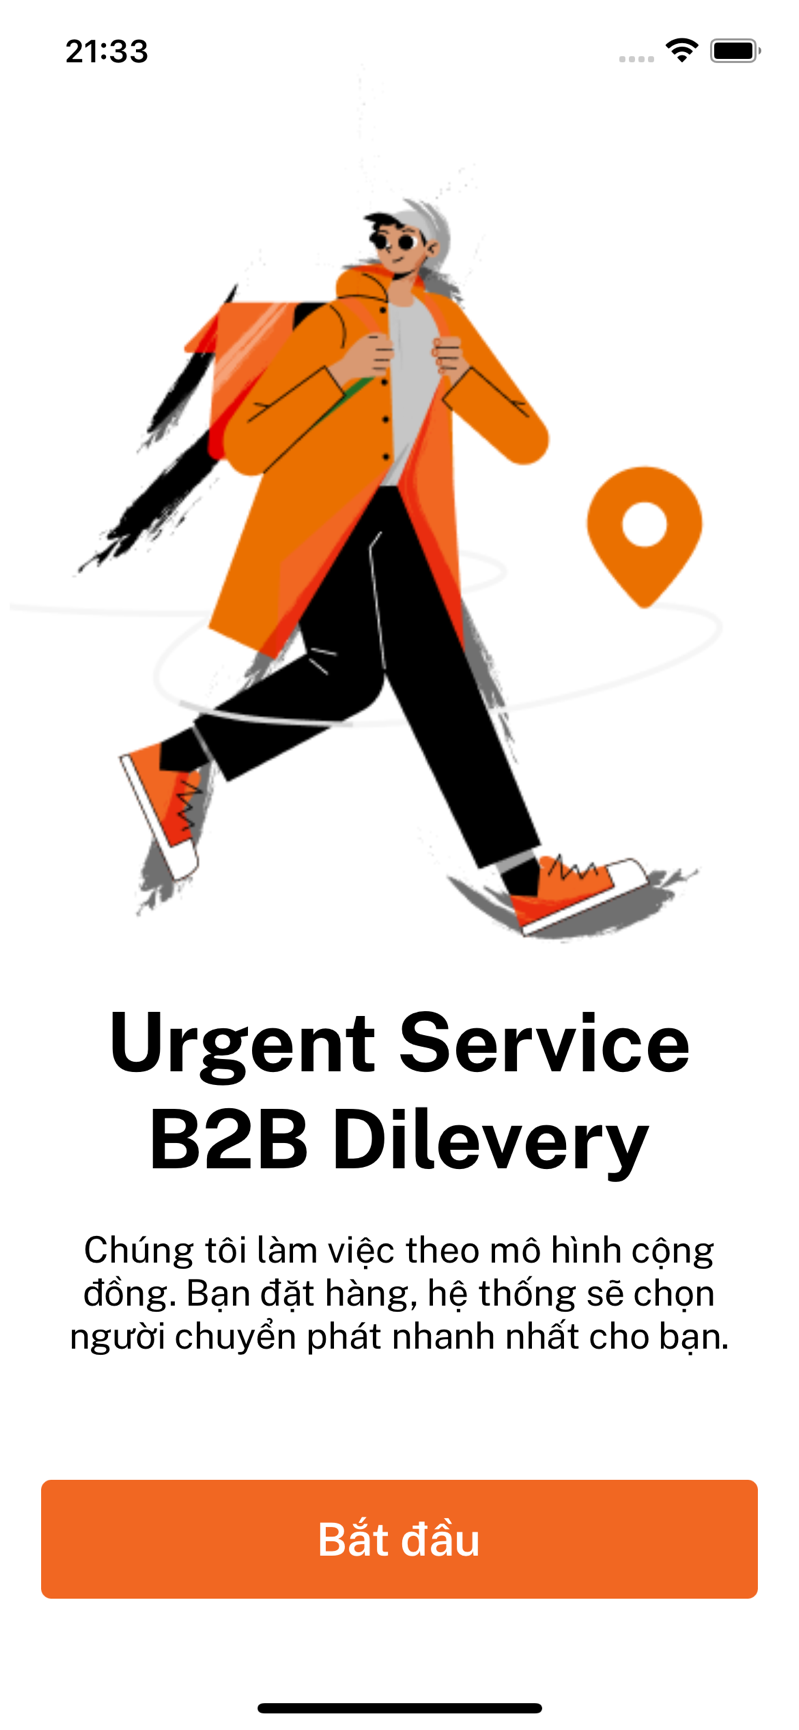 21:33
Urgent Service
B2B Dilevery
Chúng tôi làm việc theo mô hình cộng
đồng. Bạn đặt hàng, hệ thống sẽ chọn
người chuyển phát nhanh nhất cho bạn.
Bắt đầu